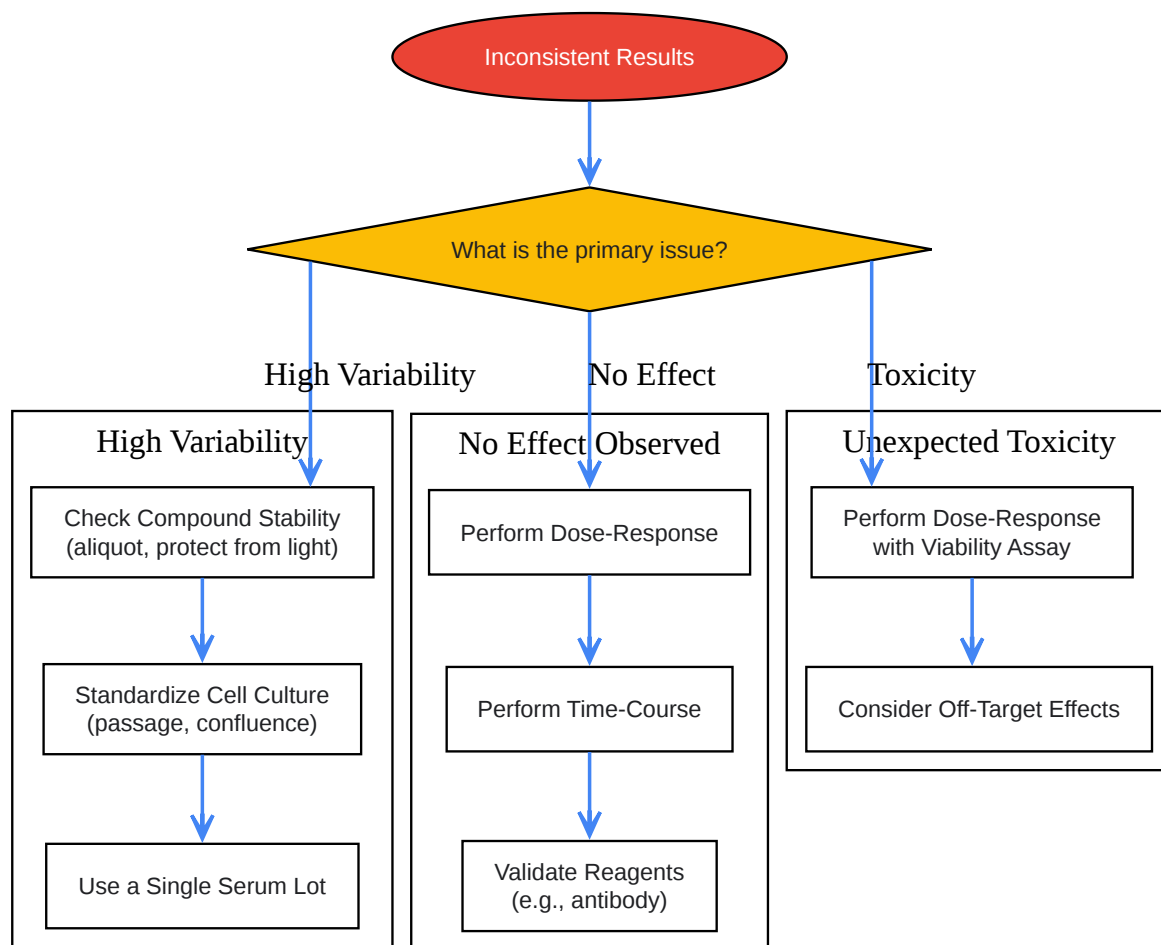 Inconsistent Results
What is the primary issue?
High Variability
No Effect
Toxicity
High Variability
Check Compound Stability
(aliquot, protect from light)
Standardize Cell Culture
(passage, confluence)
Use a Single Serum Lot
No Effect Observed
Perform Dose-Response
Perform Time-Course
Validate Reagents
(e.g., antibody)
Unexpected Toxicity
Perform Dose-Response
with Viability Assay
Consider Off-Target Effects